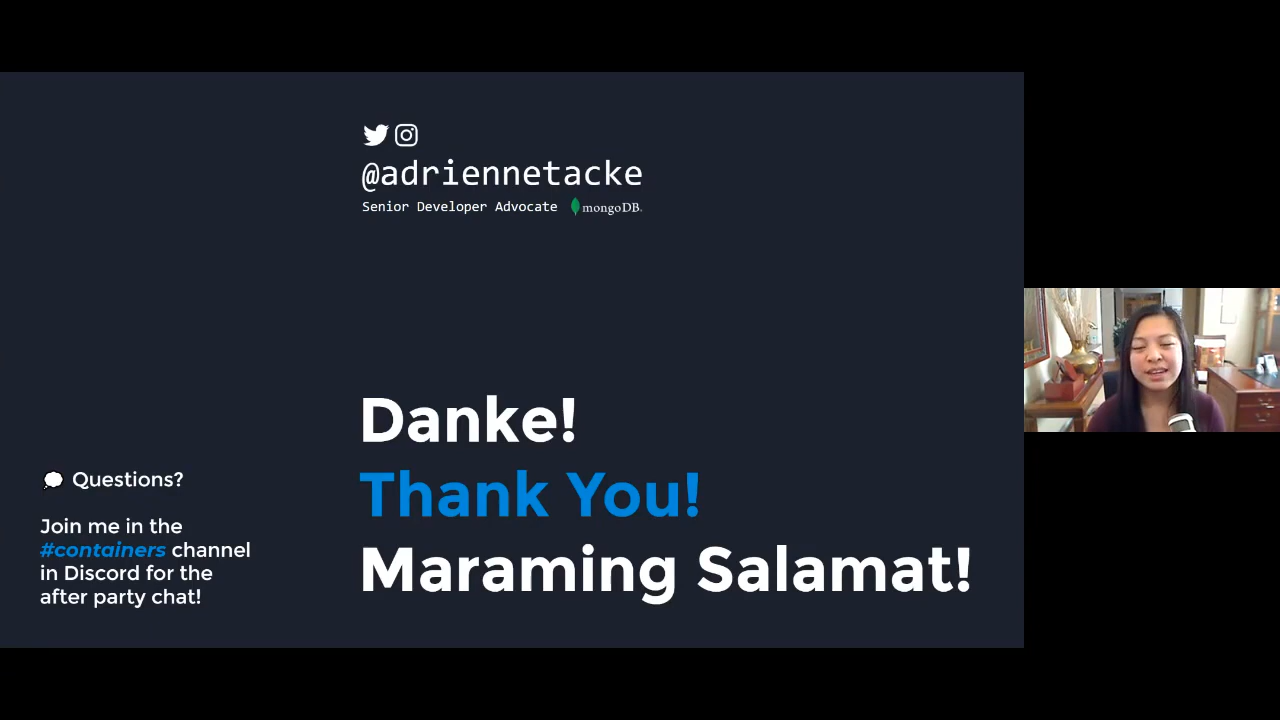 @adriennetacke
Senior Developer Advocate mongoDB.
Danke!
Thank You!
Maraming Salamat!
Questions?
Join me in the
#containers channel
in Discord for the
after party chat!